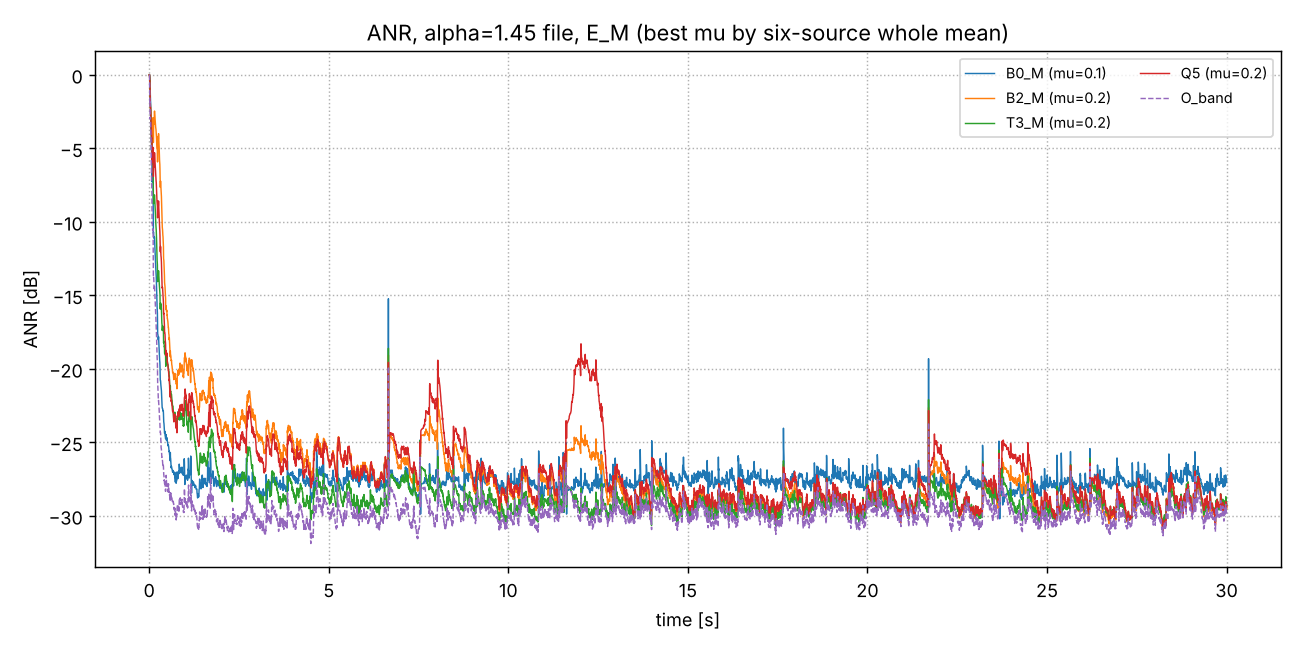 ANR, alpha=1.45 file, E_M (best mu by six-source whole mean)
B0_M (mu=0.1)
B2_M (mu=0.2)
T3_M (mu=0.2)
Q5 (mu=0.2)
O_band
ANR [dB]
0
−5
−10
−15
−20
−25
−30
0 5 10 15 20 25 30
time [s]